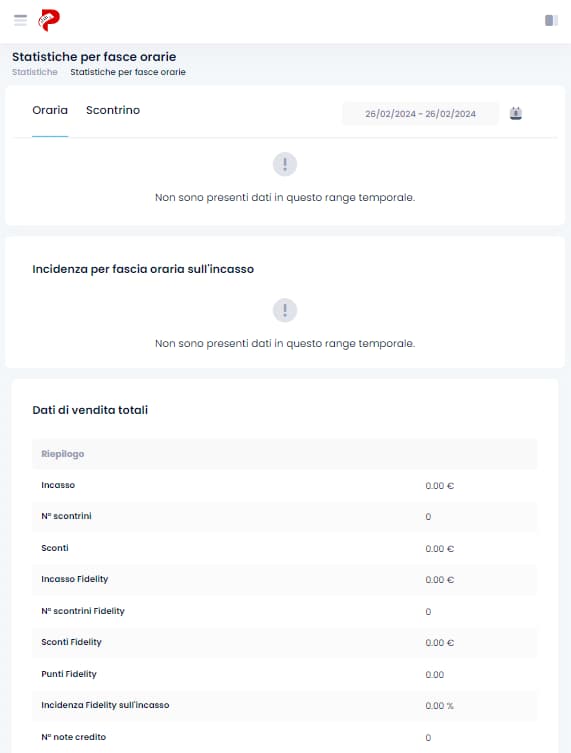 Statistiche per fasce orarie
Statistiche Statistiche per fasce orarie
Oraria Scontrino 26/02/2024 - 26/02/2024
Non sono presenti dati in questo range temporale.
Incidenza per fascia oraria sull'incasso
Non sono presenti dati in questo range temporale.
Dati di vendita totali
Riepilogo
Incasso 0.00 €
N° scontrini 0
Sconti 0.00 €
Incasso Fidelity 0.00 €
N° scontrini Fidelity 0
Sconti Fidelity 0.00 €
Punti Fidelity 0.00
Incidenza Fidelity sull'incasso 0.00 %
N° note credito 0